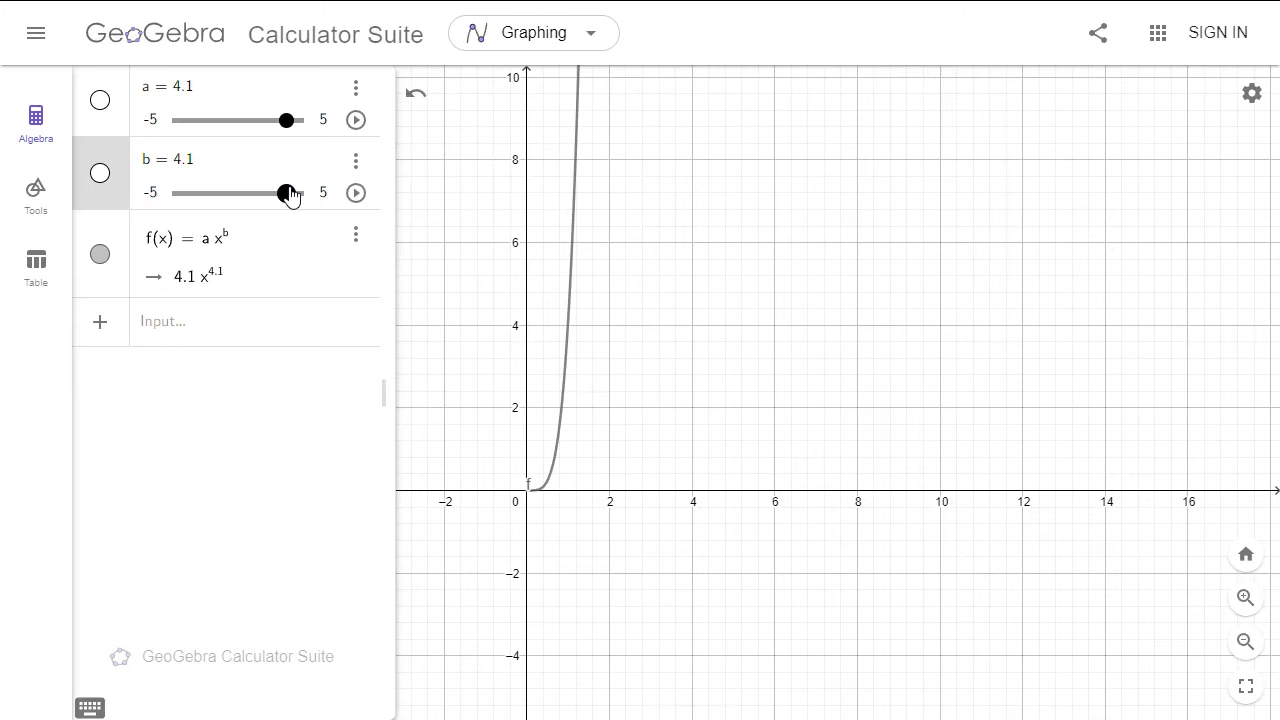 GeoGebra Calculator Suite Graphing SIGN IN
a = 4.1
-5 5
b = 4.1
-5 5
f(x) = a x^b
→ 4.1 x^4.1
+ Input...
GeoGebra Calculator Suite
Algebra
Tools
Table
10
8
6
4
2
f
−2 0 2 4 6 8 10 12 14 16
−2
−4